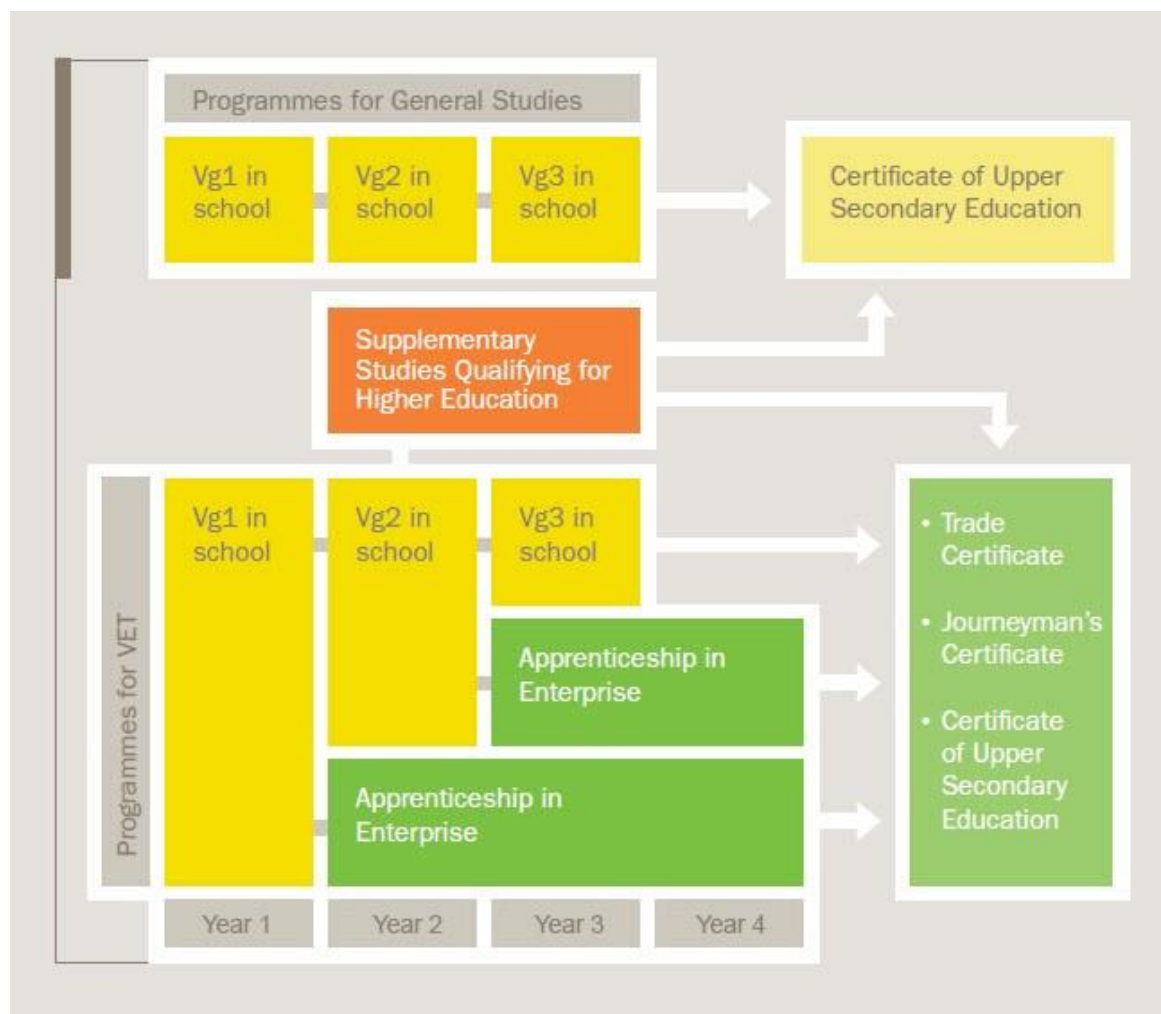 Programmes for General Studies
Vg1 in
school
Vg2 in
school
Vg3 in
school
Certificate of Upper
Secondary Education
Supplementary
Studies Qualifying for
Higher Education
Programmes for VET
Vg1 in
school
Vg2 in
school
Vg3 in
school
Apprenticeship in
Enterprise
Apprenticeship in
Enterprise
• Trade
Certificate
• Journeyman's
Certificate
• Certificate
of Upper
Secondary
Education
Year 1
Year 2
Year 3
Year 4